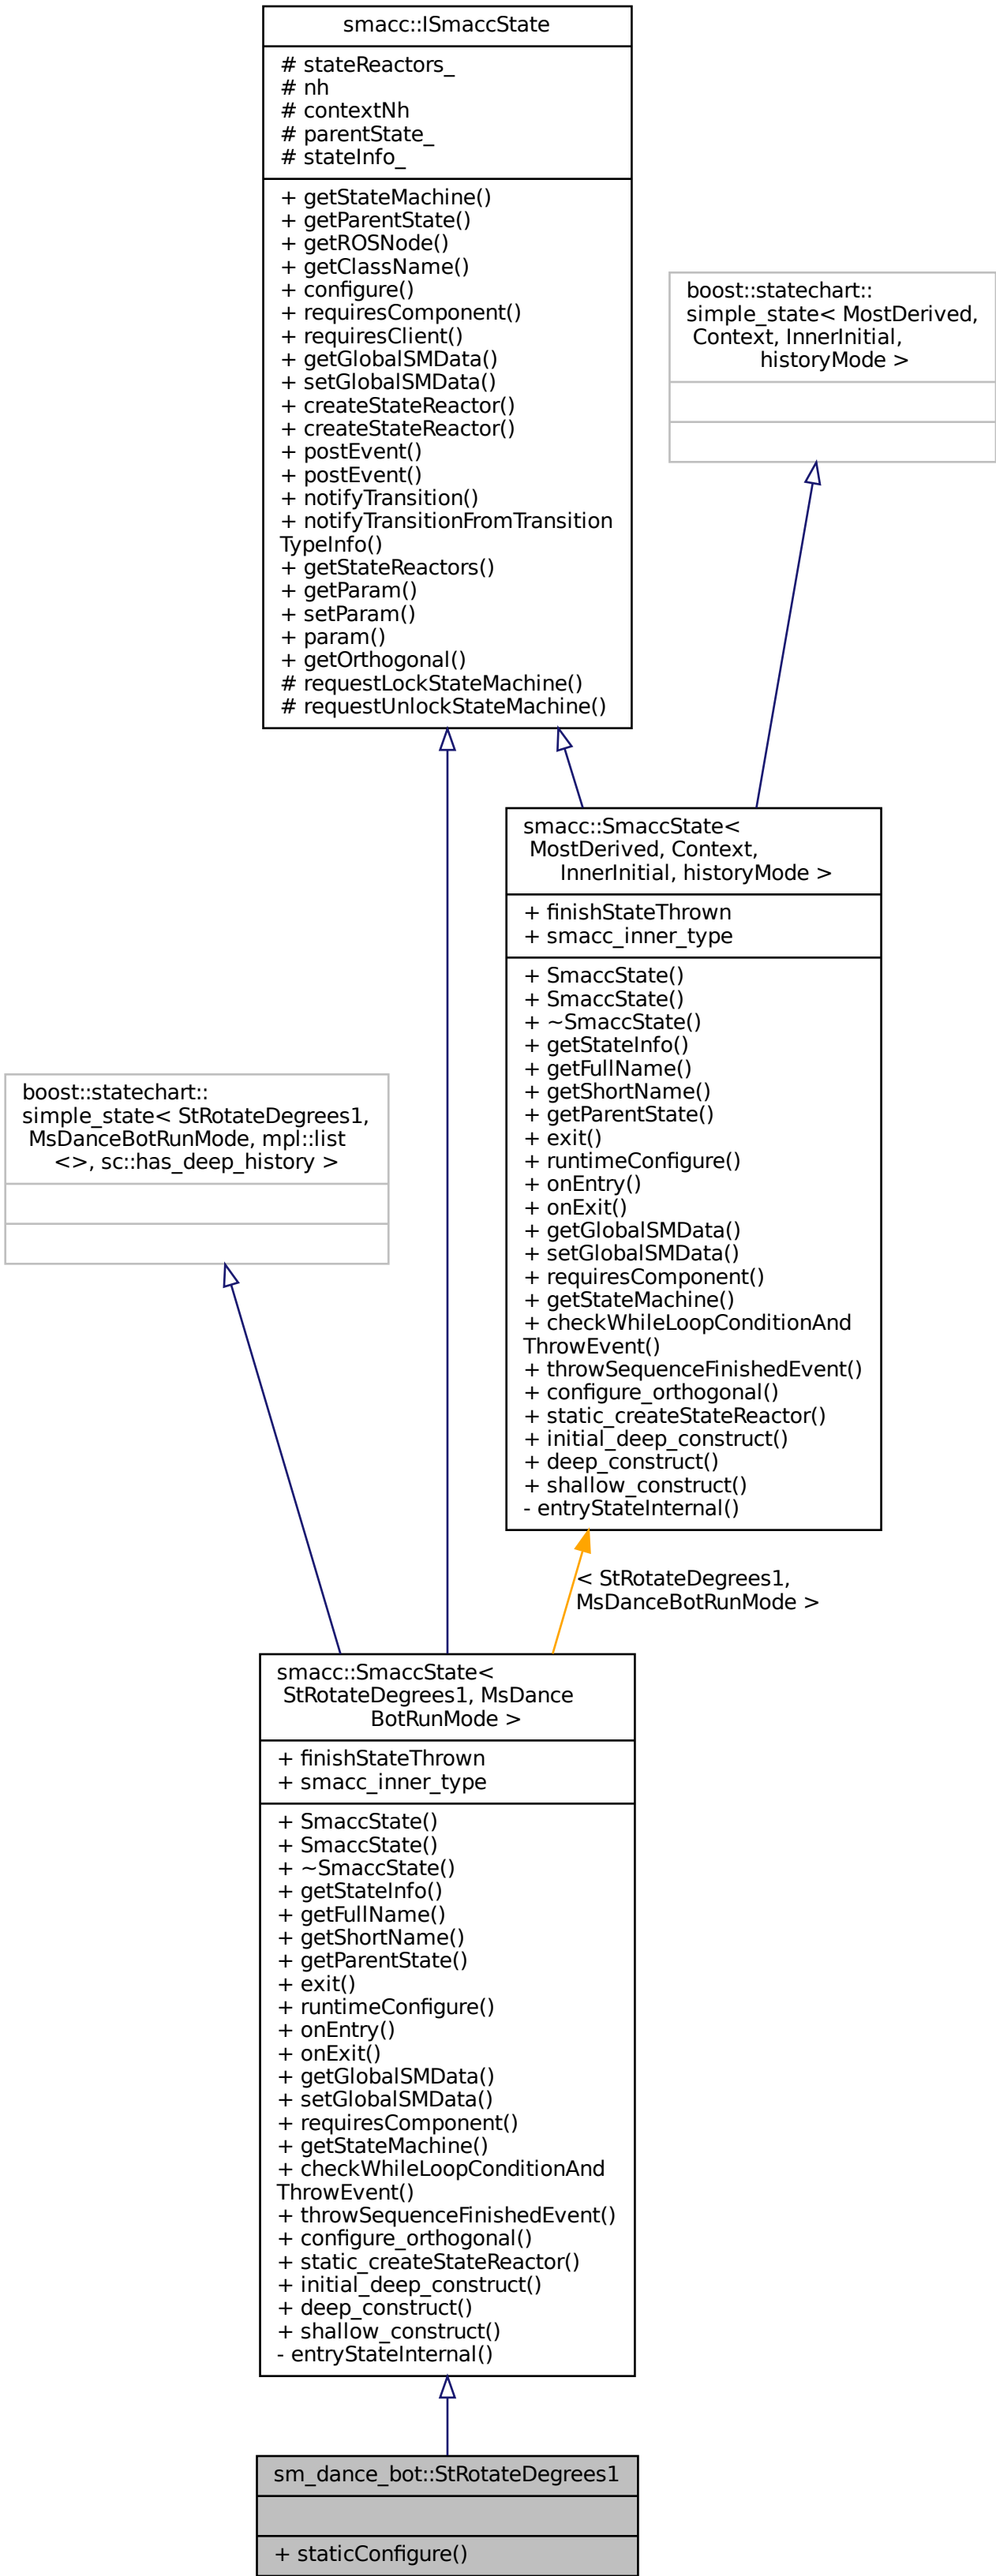 smacc::ISmaccState
# stateReactors_
# nh
# contextNh
# parentState_
# stateInfo_
+ getStateMachine()
+ getParentState()
+ getROSNode()
+ getClassName()
+ configure()
+ requiresComponent()
+ requiresClient()
+ getGlobalSMData()
+ setGlobalSMData()
+ createStateReactor()
+ createStateReactor()
+ postEvent()
+ postEvent()
+ notifyTransition()
+ notifyTransitionFromTransition
TypeInfo()
+ getStateReactors()
+ getParam()
+ setParam()
+ param()
+ getOrthogonal()
# requestLockStateMachine()
# requestUnlockStateMachine()
boost::statechart::
simple_state< MostDerived,
Context, InnerInitial,
historyMode >
smacc::SmaccState<
MostDerived, Context,
InnerInitial, historyMode >
+ finishStateThrown
+ smacc_inner_type
+ SmaccState()
+ SmaccState()
+ ~SmaccState()
+ getStateInfo()
+ getFullName()
+ getShortName()
+ getParentState()
+ exit()
+ runtimeConfigure()
+ onEntry()
+ onExit()
+ getGlobalSMData()
+ setGlobalSMData()
+ requiresComponent()
+ getStateMachine()
+ checkWhileLoopConditionAnd
ThrowEvent()
+ throwSequenceFinishedEvent()
+ configure_orthogonal()
+ static_createStateReactor()
+ initial_deep_construct()
+ deep_construct()
+ shallow_construct()
- entryStateInternal()
boost::statechart::
simple_state< StRotateDegrees1,
MsDanceBotRunMode, mpl::list
<>, sc::has_deep_history >
< StRotateDegrees1,
MsDanceBotRunMode >
smacc::SmaccState<
StRotateDegrees1, MsDance
BotRunMode >
+ finishStateThrown
+ smacc_inner_type
+ SmaccState()
+ SmaccState()
+ ~SmaccState()
+ getStateInfo()
+ getFullName()
+ getShortName()
+ getParentState()
+ exit()
+ runtimeConfigure()
+ onEntry()
+ onExit()
+ getGlobalSMData()
+ setGlobalSMData()
+ requiresComponent()
+ getStateMachine()
+ checkWhileLoopConditionAnd
ThrowEvent()
+ throwSequenceFinishedEvent()
+ configure_orthogonal()
+ static_createStateReactor()
+ initial_deep_construct()
+ deep_construct()
+ shallow_construct()
- entryStateInternal()
sm_dance_bot::StRotateDegrees1
+ staticConfigure()